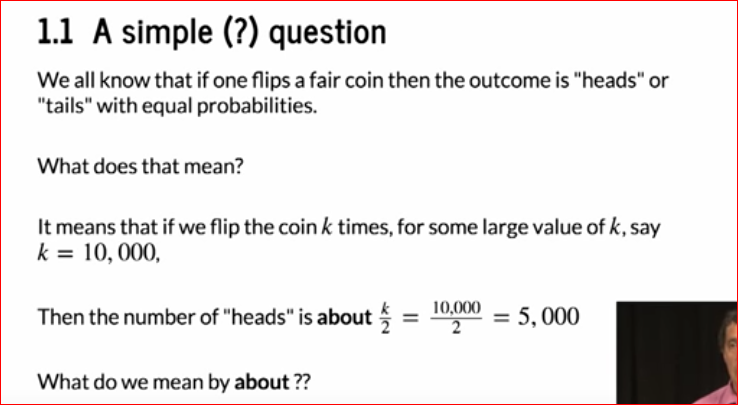 1.1 A simple (?) question
We all know that if one flips a fair coin then the outcome is "heads" or
"tails" with equal probabilities.
What does that mean?
It means that if we flip the coin k times, for some large value of k, say
k = 10, 000,
Then the number of "heads" is about k/2 = 10,000/2 = 5, 000
What do we mean by about ??